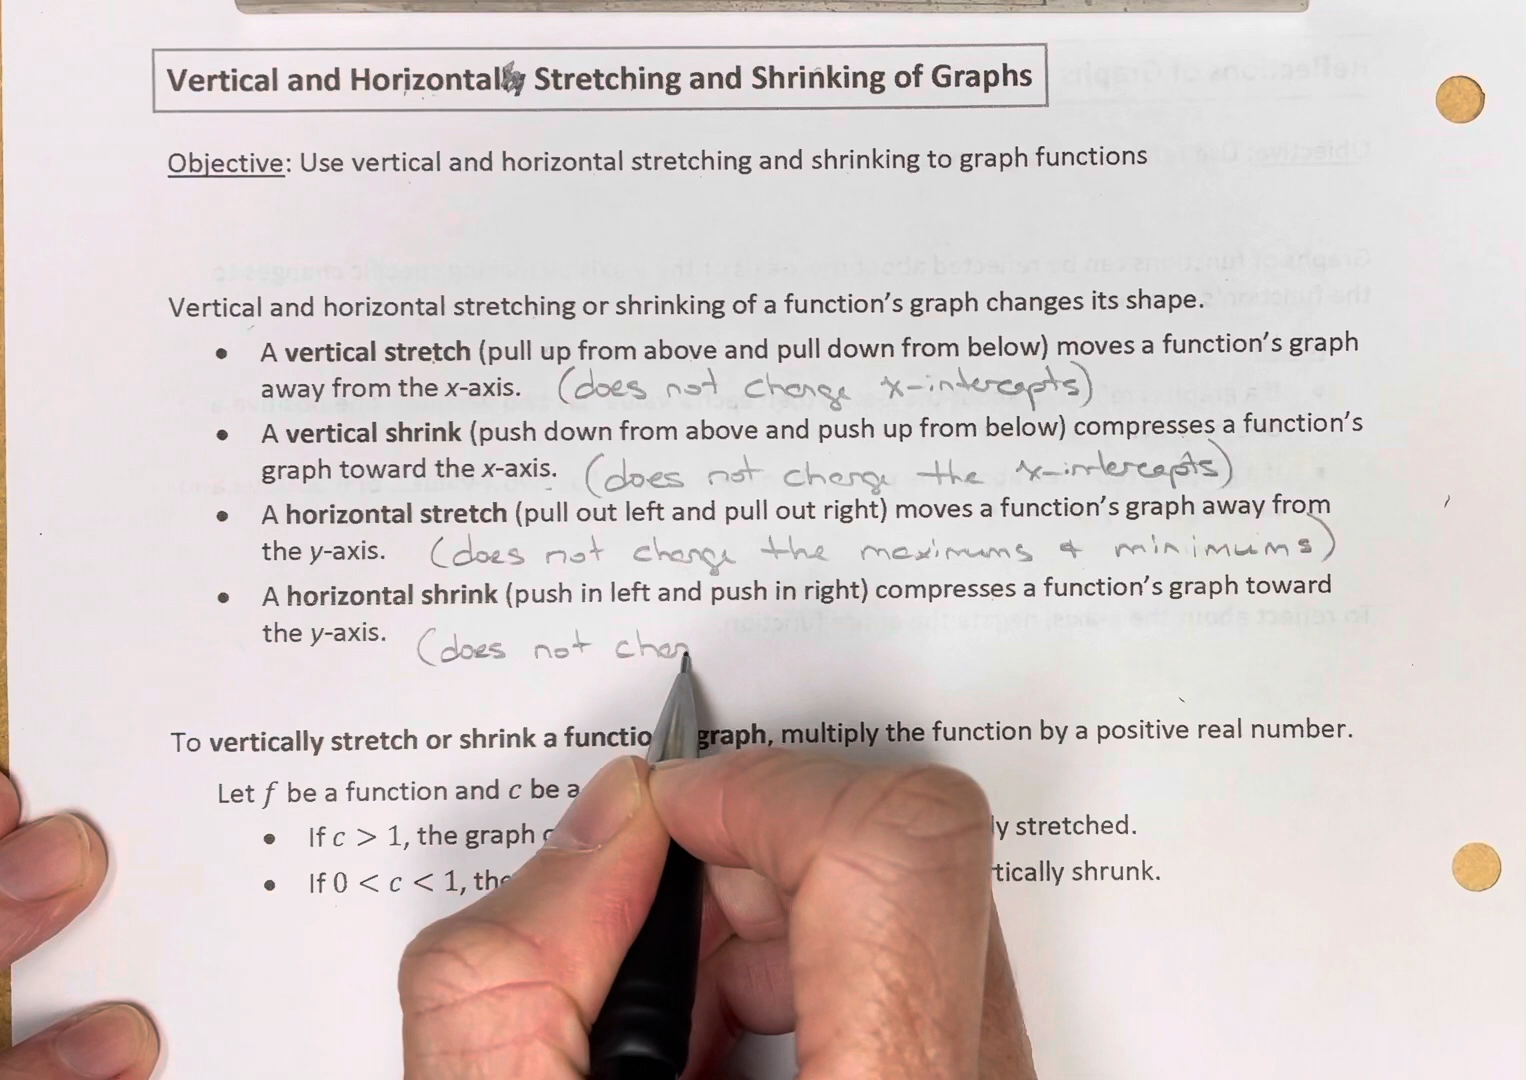 Vertical and Horizontal Stretching and Shrinking of Graphs
Objective: Use vertical and horizontal stretching and shrinking to graph functions
Vertical and horizontal stretching or shrinking of a function's graph changes its shape.
• A vertical stretch (pull up from above and pull down from below) moves a function's graph
away from the x-axis. (does not change x-intercepts)
• A vertical shrink (push down from above and push up from below) compresses a function's
graph toward the x-axis. (does not change the x-intercepts)
• A horizontal stretch (pull out left and pull out right) moves a function's graph away from
the y-axis. (does not change the maximums & minimums)
• A horizontal shrink (push in left and push in right) compresses a function's graph toward
the y-axis. (does not chan
To vertically stretch or shrink a functio graph, multiply the function by a positive real number.
Let f be a function and c be a
• If c > 1, the graph ly stretched.
• If 0 < c < 1, the tically shrunk.